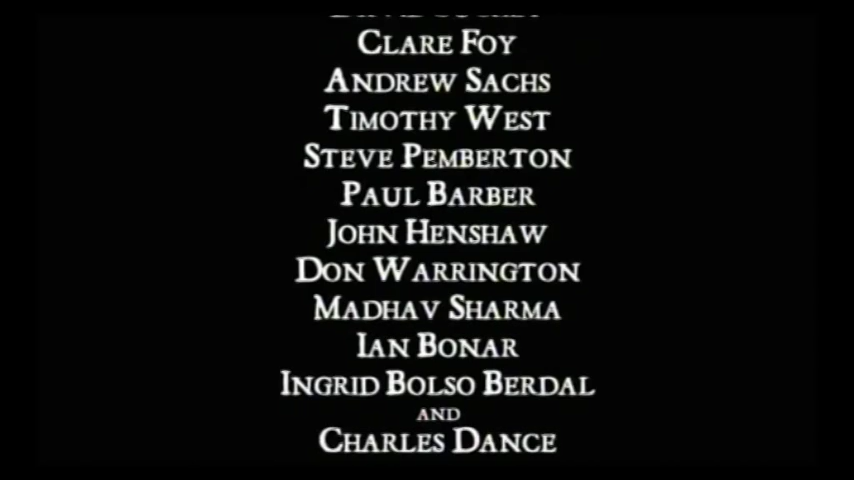 Clare Foy
Andrew Sachs
Timothy West
Steve Pemberton
Paul Barber
John Henshaw
Don Warrington
Madhav Sharma
Ian Bonar
Ingrid Bolso Berdal
and
Charles Dance